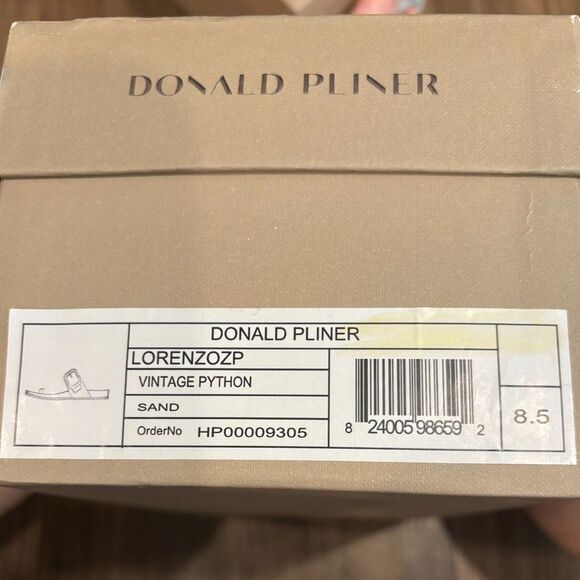 DONALD PLINER
DONALD PLINER
LORENZOZP
VINTAGE PYTHON
SAND
OrderNo HP00009305
8 24005 98659 2
8.5